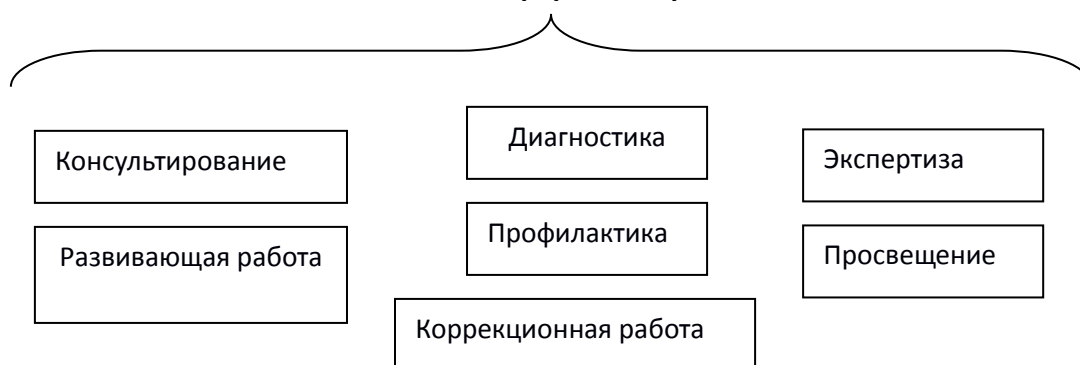 Консультирование
Диагностика
Экспертиза
Развивающая работа
Профилактика
Просвещение
Коррекционная работа